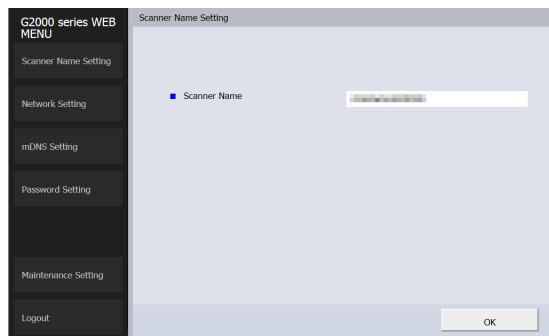 G2000 series WEB
MENU
Scanner Name Setting
Network Setting
mDNS Setting
Password Setting
Maintenance Setting
Logout
Scanner Name Setting
Scanner Name
OK